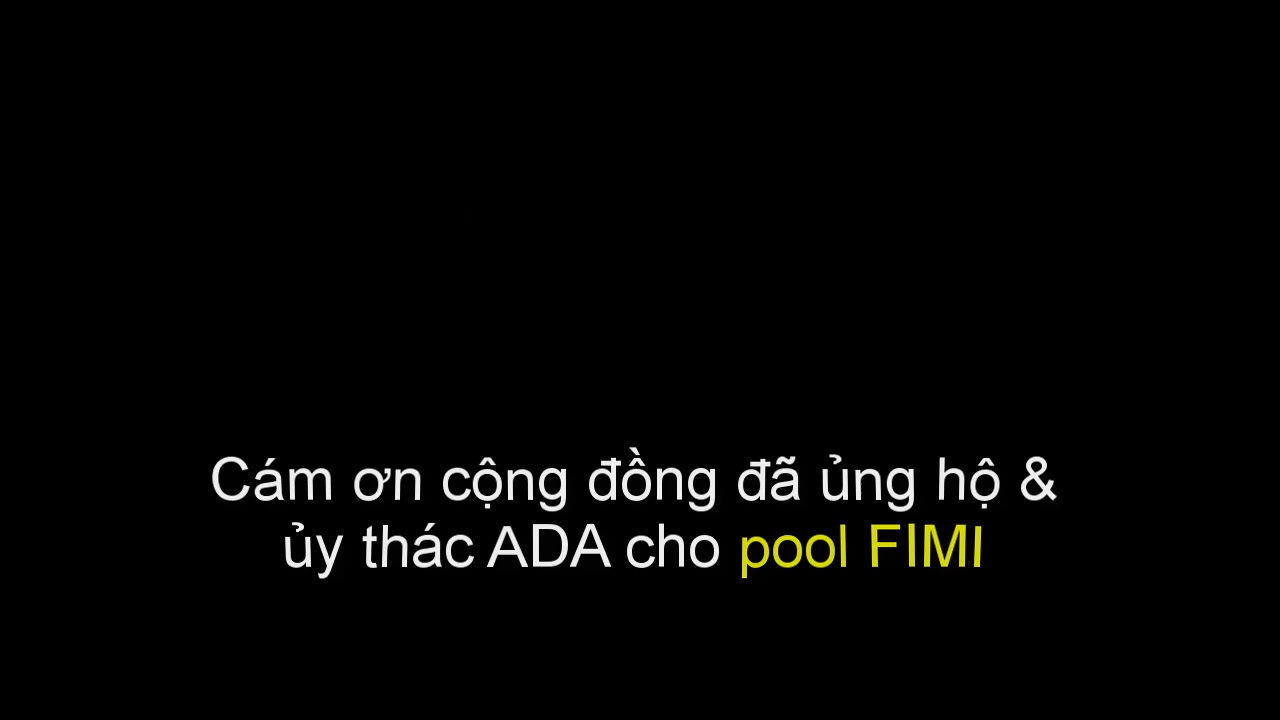 Cám ơn cộng đồng đã ủng hộ &
ủy thác ADA cho pool FIMI